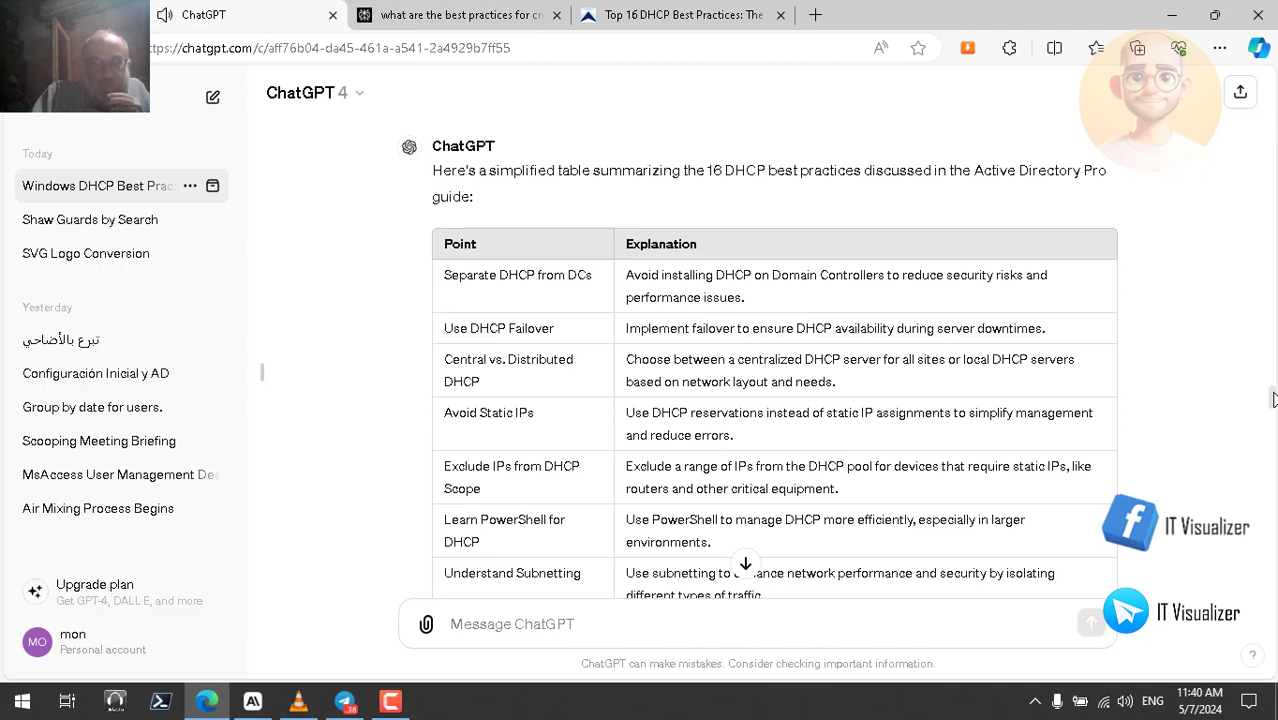 ChatGPT
what are the best practices for cr
Top 16 DHCP Best Practices: The
ttps://chatgpt.com/c/aff76b04-da45-461a-a541-2a4929b7ff55
ChatGPT 4
Today
Windows DHCP Best Prac
Shaw Guards by Search
SVG Logo Conversion
Yesterday
تبرع بالأضاحي
Configuración Inicial y AD
Group by date for users.
Scooping Meeting Briefing
MsAccess User Management Des
Air Mixing Process Begins
Upgrade plan
Get GPT-4, DALL·E, and more
MO
mon
Personal account
ChatGPT
Here's a simplified table summarizing the 16 DHCP best practices discussed in the Active Directory Pro
guide:
Point Explanation
Separate DHCP from DCs Avoid installing DHCP on Domain Controllers to reduce security risks and
performance issues.
Use DHCP Failover Implement failover to ensure DHCP availability during server downtimes.
Central vs. Distributed Choose between a centralized DHCP server for all sites or local DHCP servers
DHCP based on network layout and needs.
Avoid Static IPs Use DHCP reservations instead of static IP assignments to simplify management
and reduce errors.
Exclude IPs from DHCP Exclude a range of IPs from the DHCP pool for devices that require static IPs, like
Scope routers and other critical equipment.
Learn PowerShell for Use PowerShell to manage DHCP more efficiently, especially in larger
DHCP environments.
Understand Subnetting Use subnetting to network performance and security by isolating
different types of traffic.
IT Visualizer
IT Visualizer
Message ChatGPT
ChatGPT can make mistakes. Consider checking important information.
?
38
ENG
11:40 AM
5/7/2024